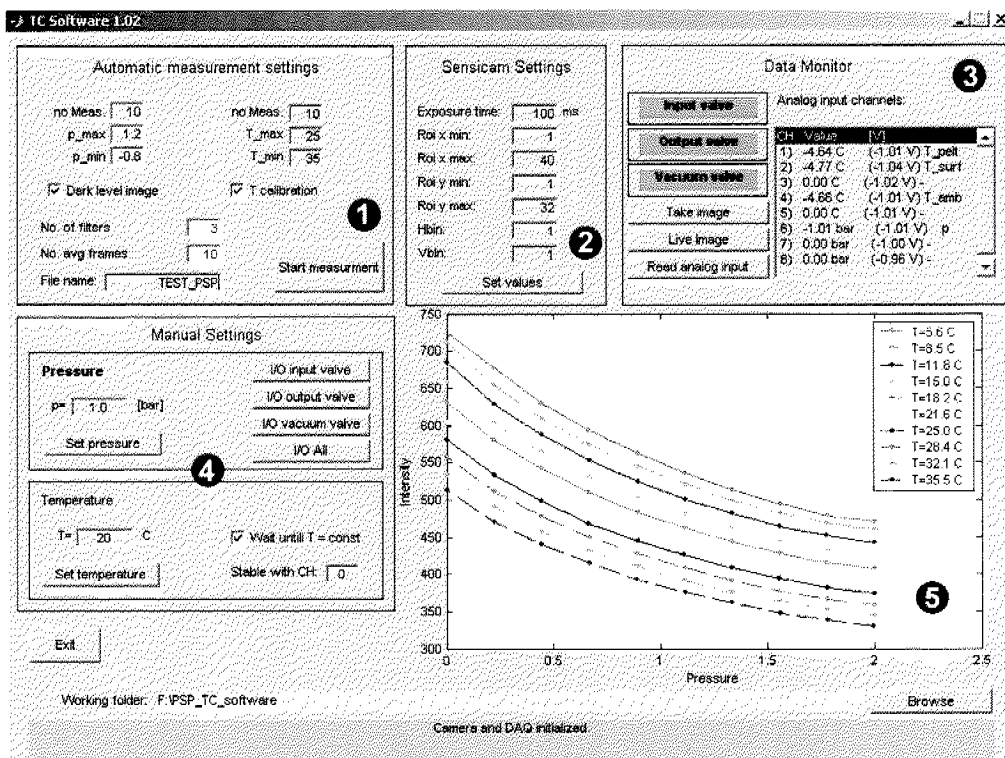 TC Software 1.02
Automatic measurement settings
no Meas. 10
p_max 1.2
p_min -0.8
no Meas. 10
T_max 25
T_min 35
Dark level image
T calibration
No. of filters 3
No. avg frames 10
File name: TEST_PSP
Start measurment
1
Sensicam Settings
Exposure time: 100 ms
Roi x min: 1
Roi x max: 40
Roi y min: 1
Roi y max: 32
Hbin: 1
Vbin: 1
Set values
2
Data Monitor
3
Input valve
Output valve
Vacuum valve
Take image
Live image
Read analog input
Analog input channels:
CH Value [V]
1) -4.64 C (-1.01 V) T_pelt
2) -4.77 C (-1.04 V) T_surf
3) 0.00 C (-1.02 V) -
4) -4.66 C (-1.01 V) T_amb
5) 0.00 C (-1.01 V) -
6) -1.01 bar (-1.01 V) p
7) 0.00 bar (-1.00 V) -
8) 0.00 bar (-0.96 V) -
Manual Settings
Pressure
p= 1.0 [bar]
Set pressure
I/O input valve
I/O output valve
I/O vacuum valve
I/O All
4
Temperature
T= 20 C
Set temperature
Wait untill T = const
Stable with CH: 0
750
700
650
600
550
500
450
400
350
300
Intensity
0
0.5
1
1.5
2
2.5
Pressure
T=5.6 C
T=8.5 C
T=11.8 C
T=15.0 C
T=18.2 C
T=21.6 C
T=25.0 C
T=28.4 C
T=32.1 C
T=35.5 C
5
Exit
Working folder: F:\PSP_TC_software
Browse
Camera and DAQ initialized